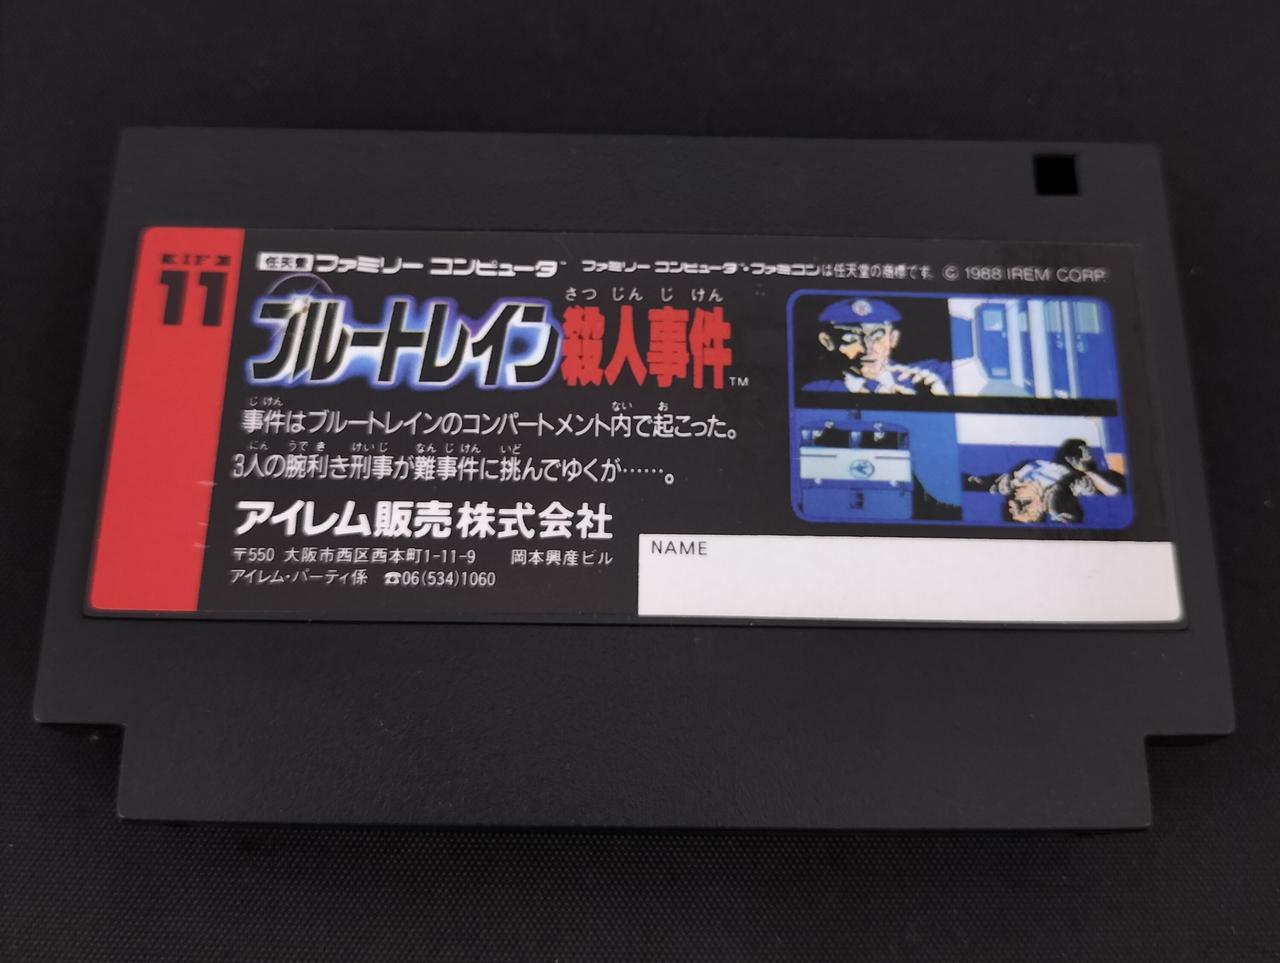 KIFE
11
任天堂 ファミリー コンピュータ™ ファミリー コンピュータ・ファミコンは任天堂の商標です。 © 1988 IREM CORP.
さつ じん じ けん
ブルートレイン殺人事件™
じ けん ない お
事件はブルートレインのコンパートメント内で起こった。
にん うで き けいじ なん じ けん いど
3人の腕利き刑事が難事件に挑んでゆくが……。
アイレム販売株式会社
〒550 大阪市西区西本町1-11-9 岡本興産ビル
アイレム・パーティ係 ☎06(534)1060
NAME